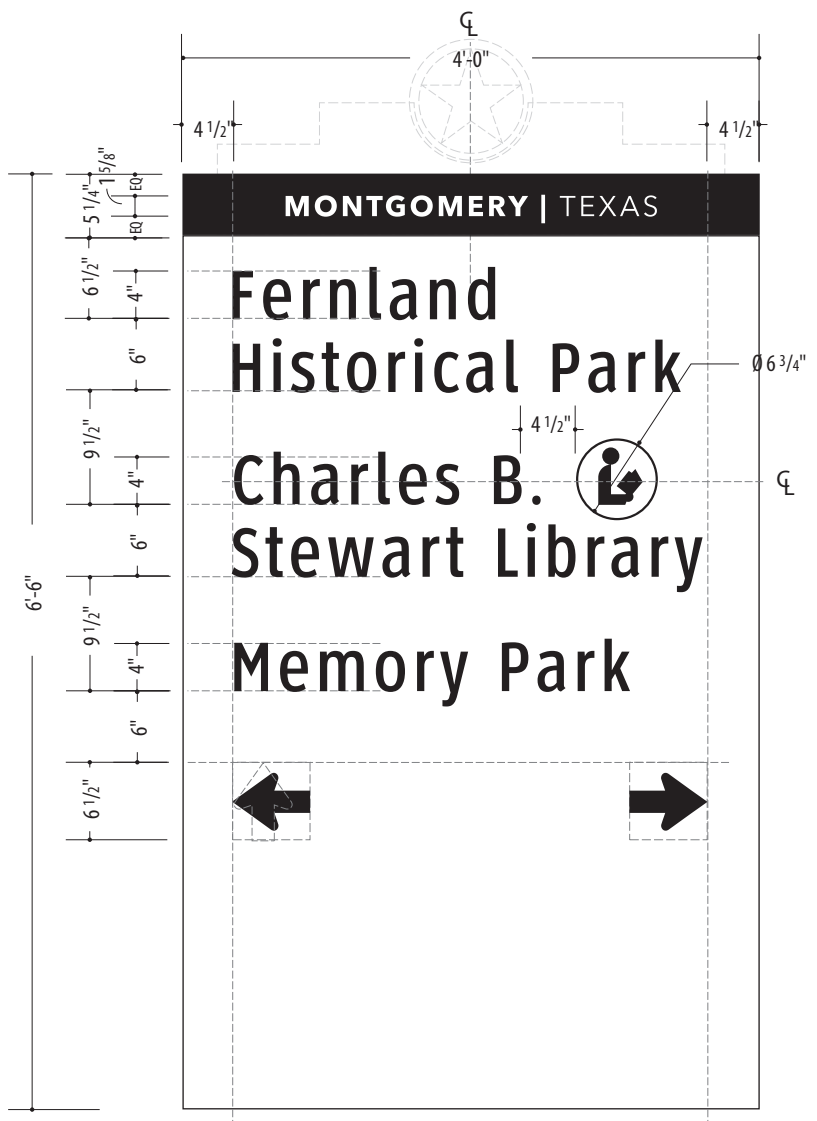 ℄
4'-0"
4 1/2"
4 1/2"
5 1/4"
1 5/8"
EQ
EQ
MONTGOMERY | TEXAS
6 1/2"
4"
Fernland
6"
Historical Park
Ø 6 3/4"
9 1/2"
4 1/2"
4"
Charles B.
℄
6"
Stewart Library
6'-6"
9 1/2"
4"
Memory Park
6"
6 1/2"